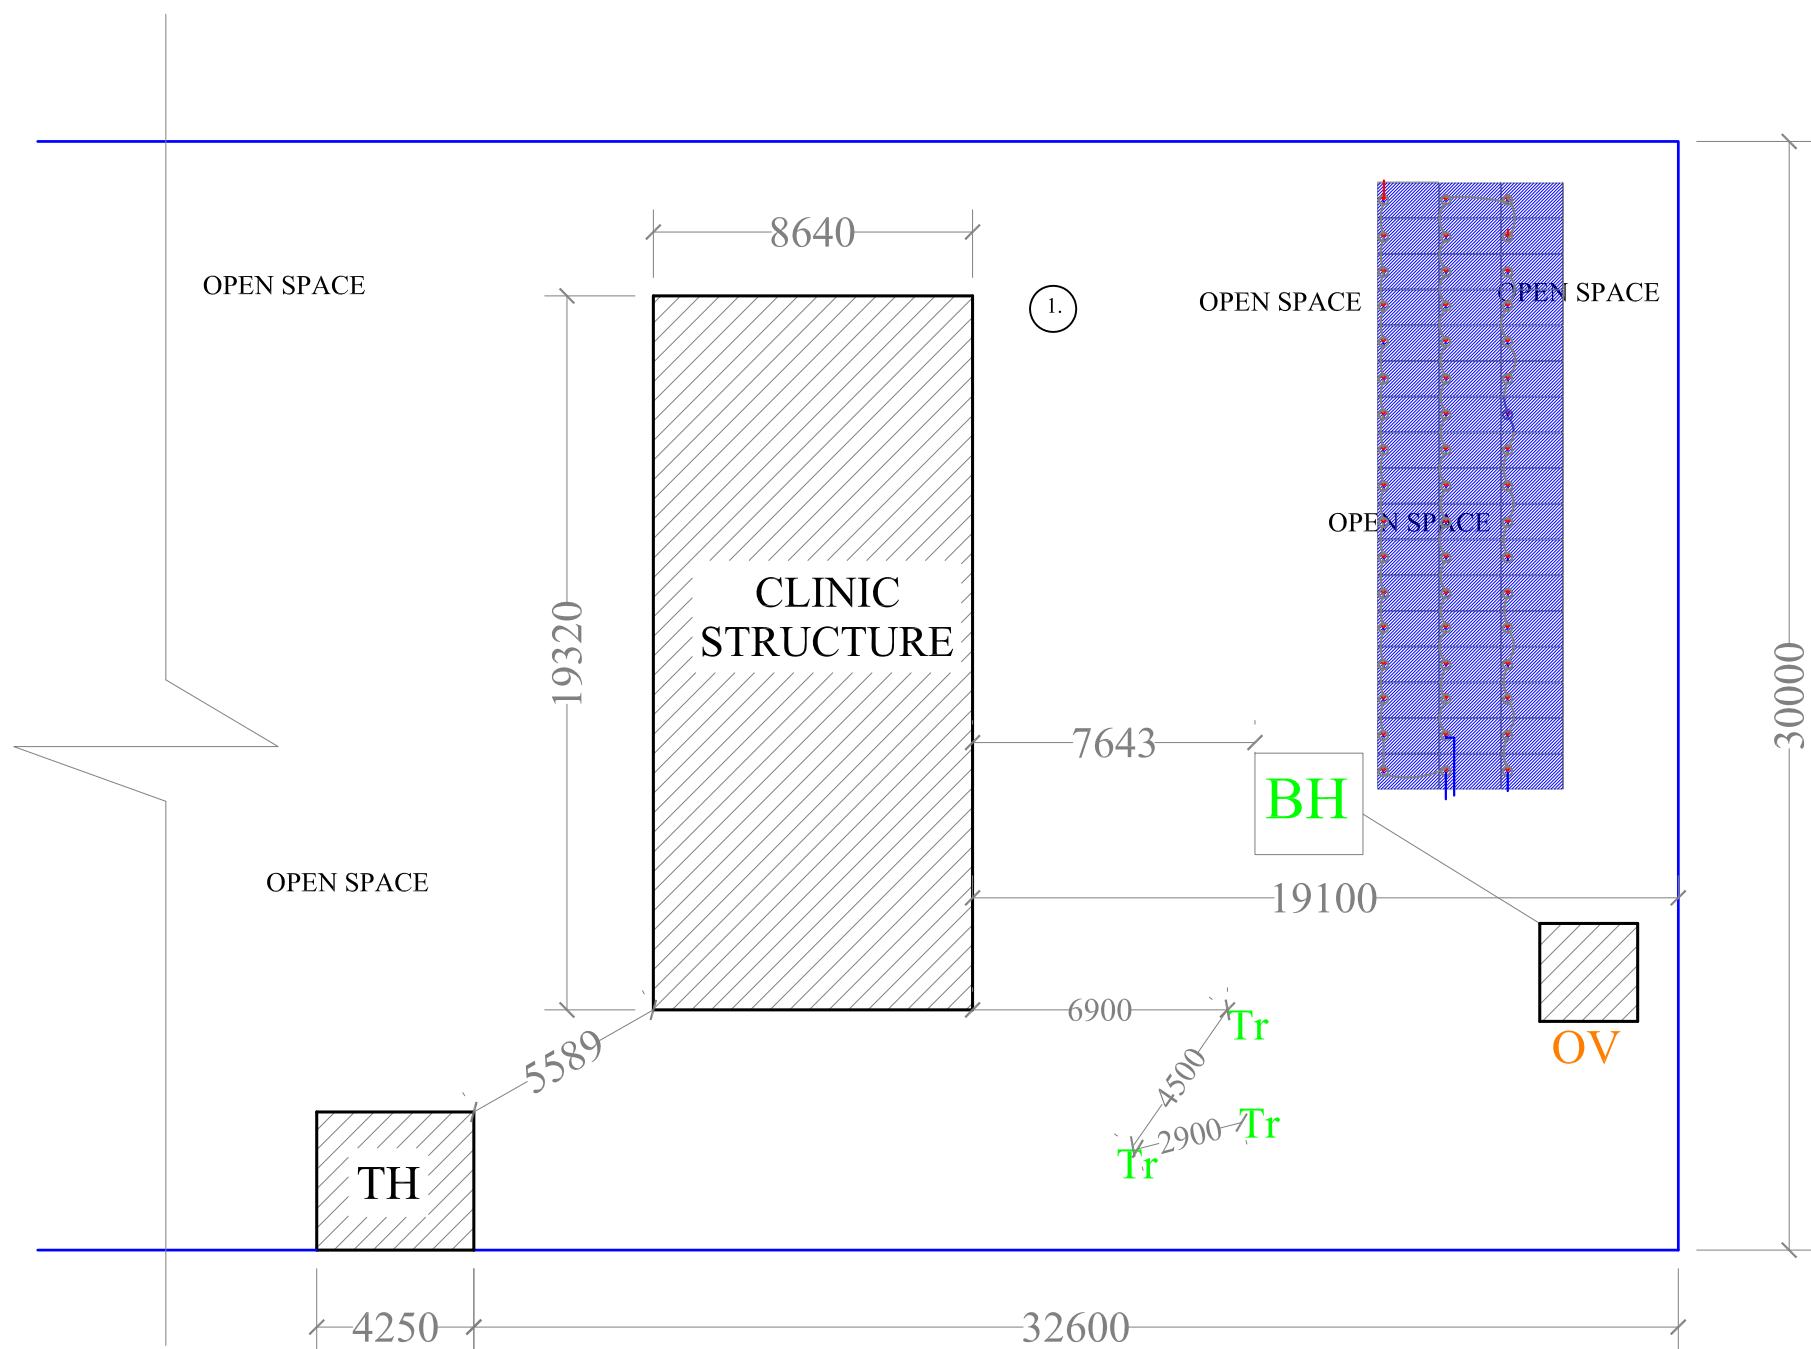 8640
OPEN SPACE
OPEN SPACE
OPEN SPACE
1.
OPEN SPACE
CLINIC
STRUCTURE
19320
30000
7643
BH
OPEN SPACE
19100
6900
Tr
OV
5589
4500
2900
Tr
Tr
TH
4250
32600